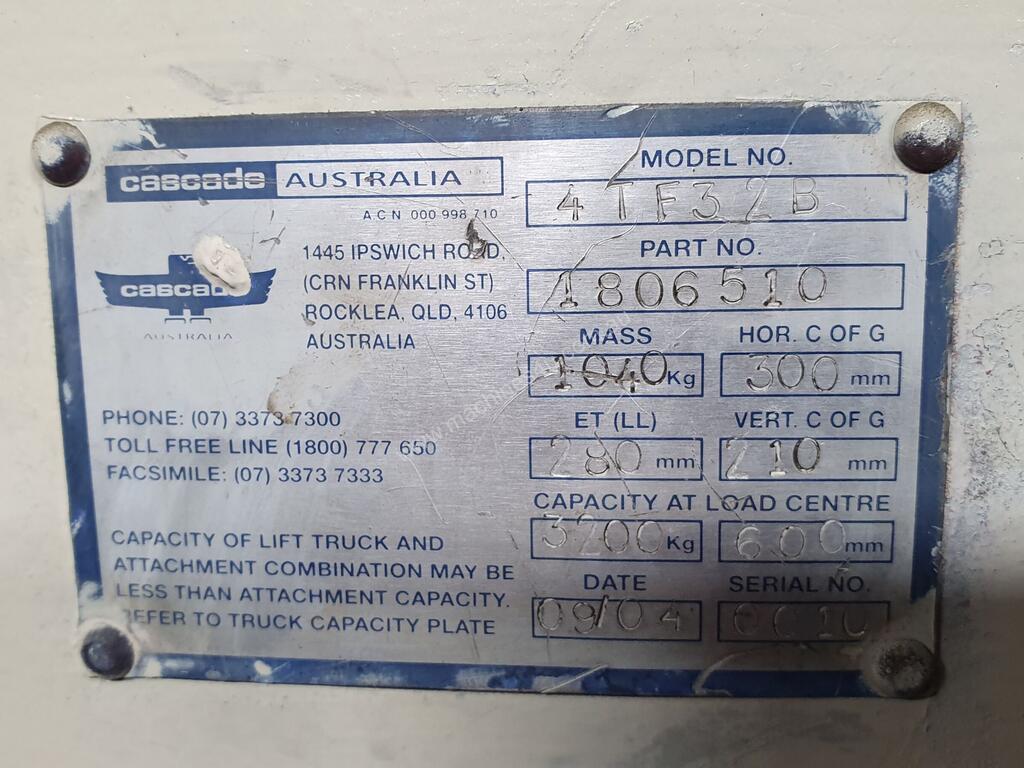 cascade AUSTRALIA
A.C.N 000 998 710
cascade
AUSTRALIA
1445 IPSWICH ROAD,
(CRN FRANKLIN ST)
ROCKLEA, QLD, 4106
AUSTRALIA
PHONE: (07) 3373 7300
TOLL FREE LINE (1800) 777 650
FACSIMILE: (07) 3373 7333
CAPACITY OF LIFT TRUCK AND
ATTACHMENT COMBINATION MAY BE
LESS THAN ATTACHMENT CAPACITY.
REFER TO TRUCK CAPACITY PLATE
MODEL NO.
4TF32B
PART NO.
1806510
MASS HOR. C OF G
1040 Kg 300 mm
ET (LL) VERT. C OF G
280 mm 210 mm
CAPACITY AT LOAD CENTRE
3200 Kg 600 mm
DATE SERIAL NO.
09/04